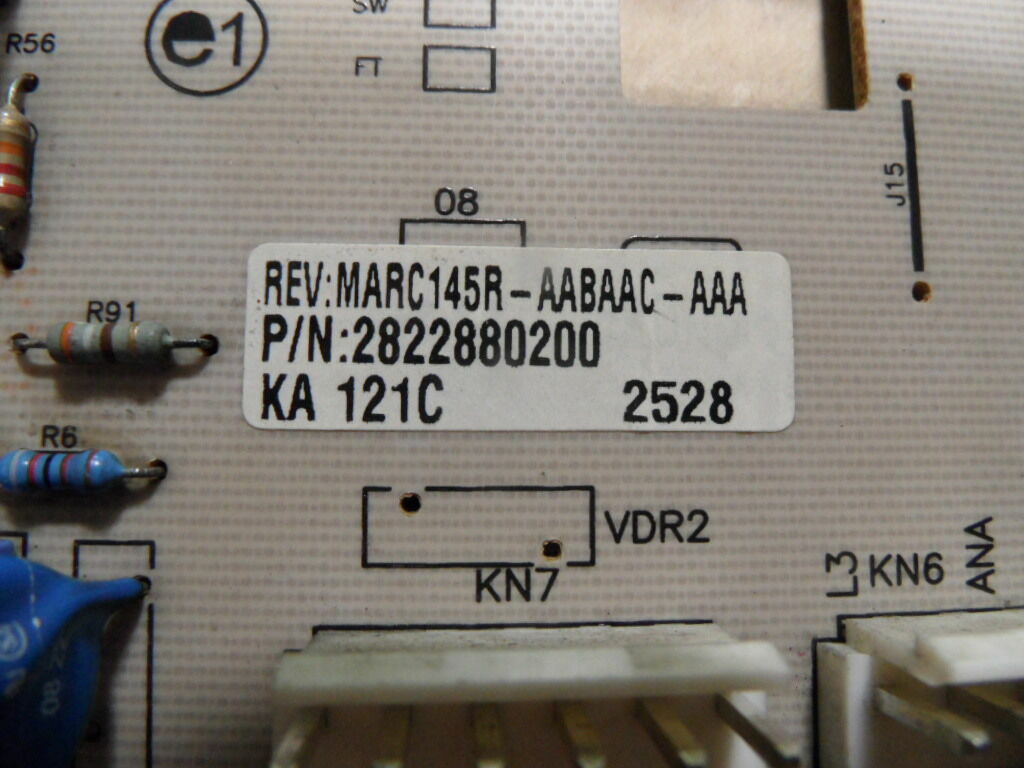 R56
e1
SW
FT
J15
08
REV:MARC145R-AABAAC-AAA
P/N:2822880200
KA 121C 2528
R91
R6
VDR2
KN7
L3
KN6
ANA